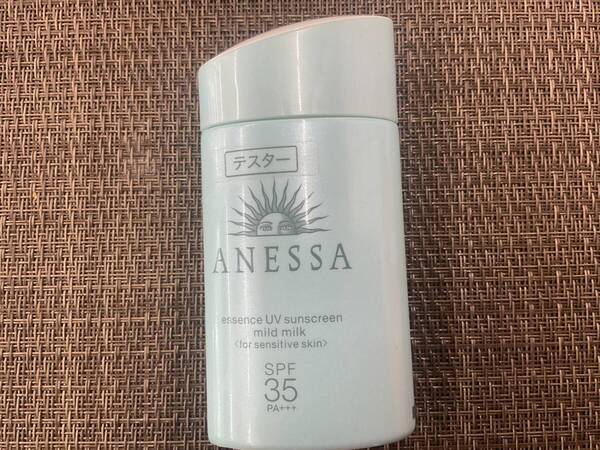 テスター
ANESSA
essence UV sunscreen
mild milk
<for sensitive skin>
SPF
35
PA+++